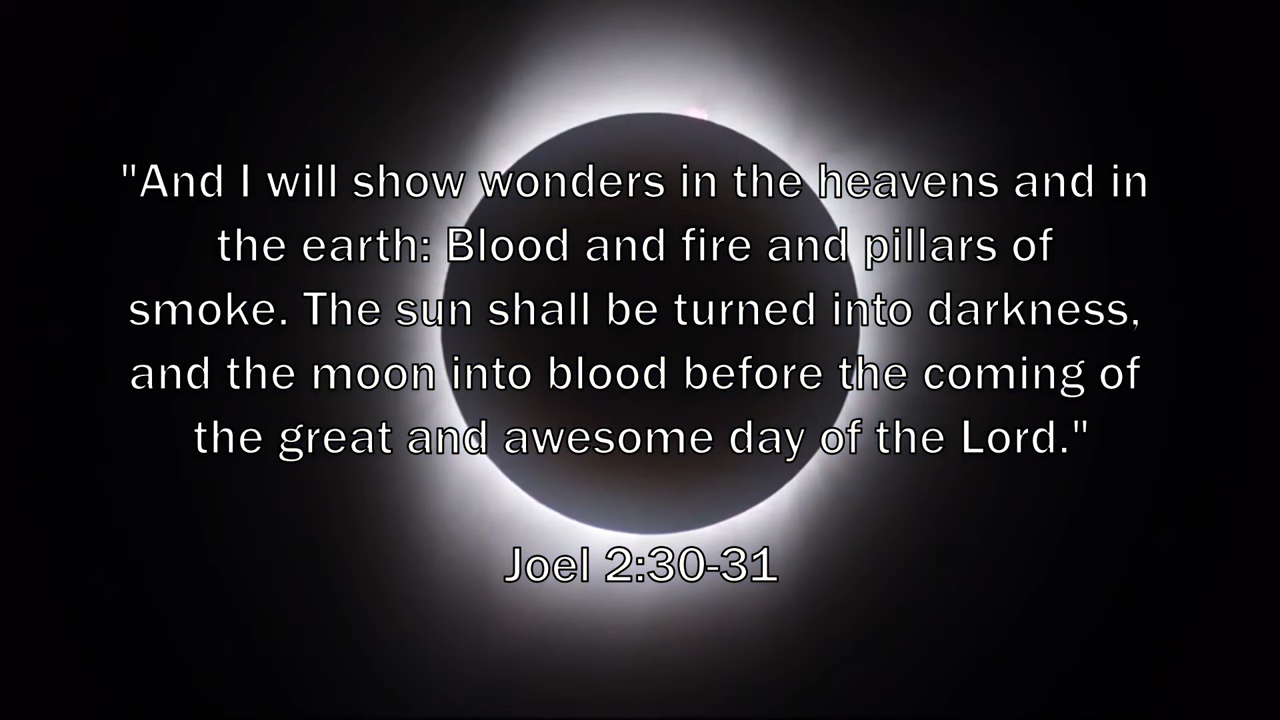 "And I will show wonders in the heavens and in
the earth: Blood and fire and pillars of
smoke. The sun shall be turned into darkness,
and the moon into blood before the coming of
the great and awesome day of the Lord."
Joel 2:30-31